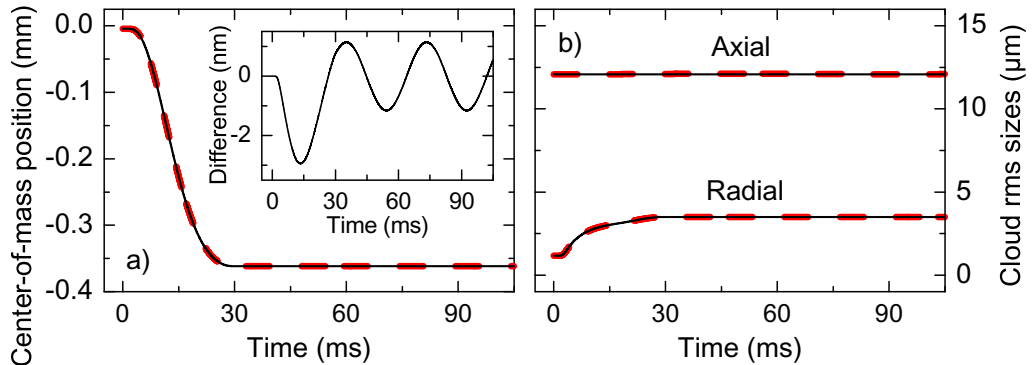 Center-of-mass position (mm)
0.0
-0.1
-0.2
-0.3
-0.4
a)
0 30 60 90
Time (ms)
Difference (nm)
0
-2
0 30 60 90
Time (ms)
b)
Axial
Radial
0 30 60 90
Time (ms)
15
10
5
0
Cloud rms sizes (μm)